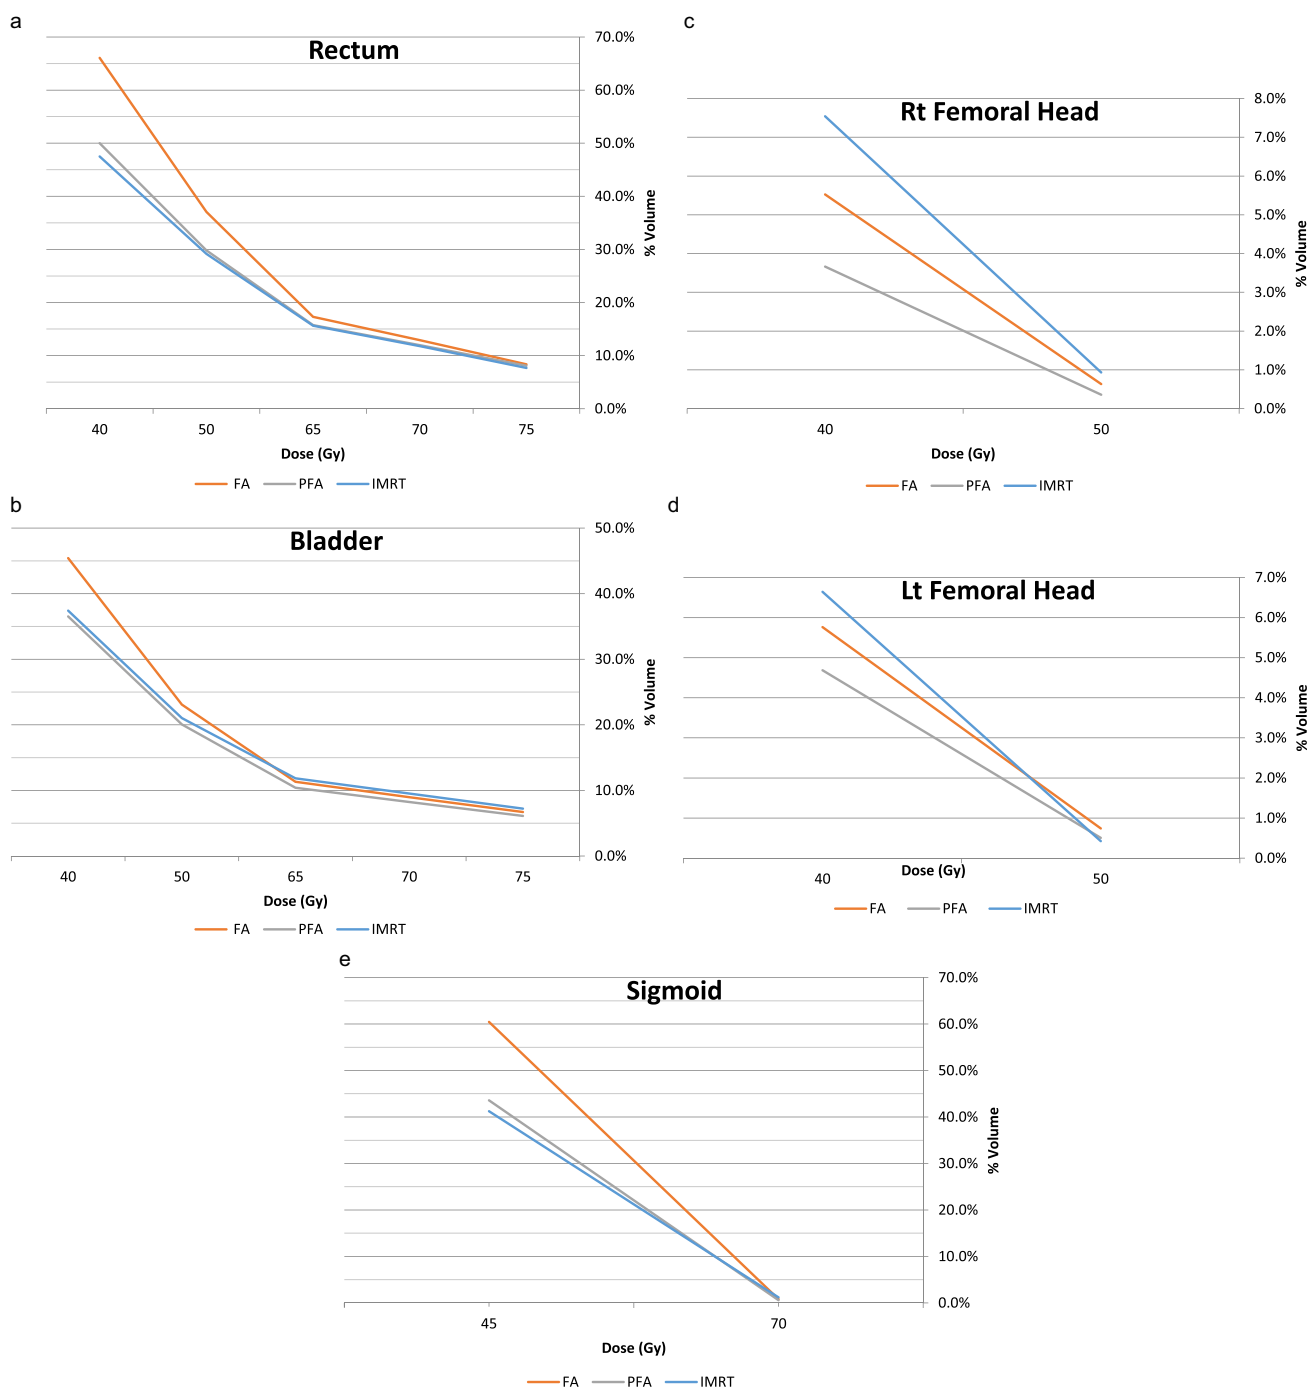 a
Rectum
70.0%
60.0%
50.0%
40.0%
30.0%
20.0%
10.0%
0.0%
% Volume
40 50 65 70 75
Dose (Gy)
FA PFA IMRT
b
Bladder
50.0%
40.0%
30.0%
20.0%
10.0%
0.0%
% Volume
40 50 65 70 75
Dose (Gy)
FA PFA IMRT
c
Rt Femoral Head
8.0%
7.0%
6.0%
5.0%
4.0%
3.0%
2.0%
1.0%
0.0%
% Volume
40 50
Dose (Gy)
FA PFA IMRT
d
Lt Femoral Head
7.0%
6.0%
5.0%
4.0%
3.0%
2.0%
1.0%
0.0%
% Volume
40 50
Dose (Gy)
FA PFA IMRT
e
Sigmoid
70.0%
60.0%
50.0%
40.0%
30.0%
20.0%
10.0%
0.0%
% Volume
45 70
Dose (Gy)
FA PFA IMRT